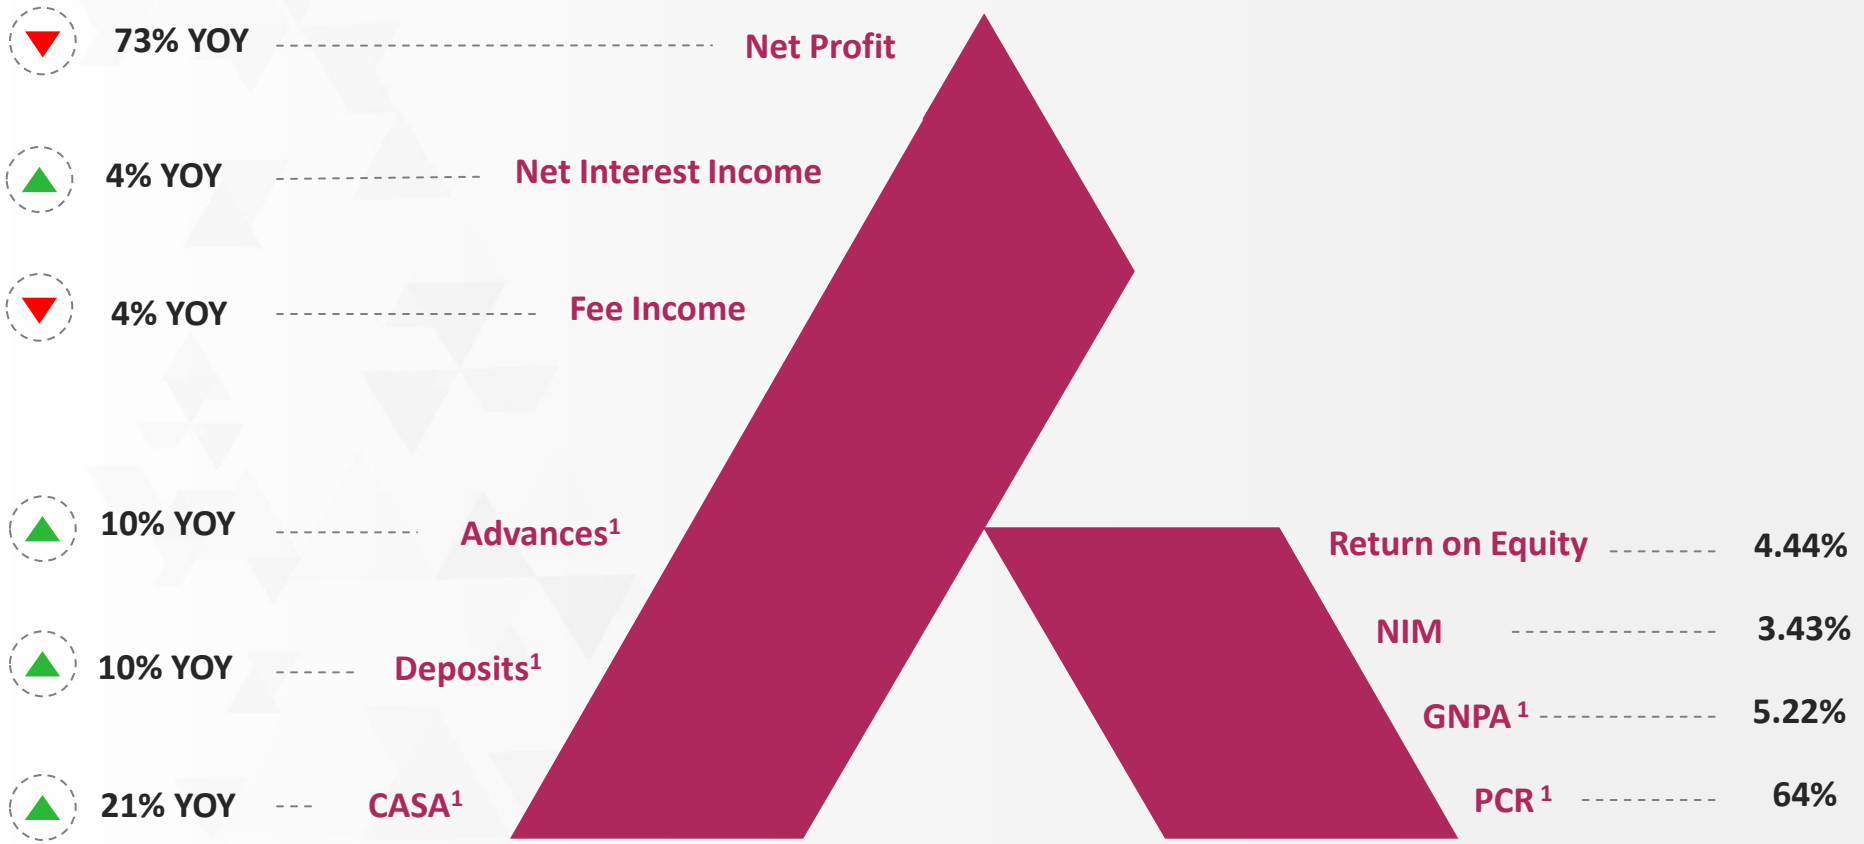 73% YOY Net Profit
4% YOY Net Interest Income
4% YOY Fee Income
10% YOY Advances¹
Return on Equity 4.44%
NIM 3.43%
10% YOY Deposits¹
GNPA ¹ 5.22%
21% YOY CASA¹
PCR ¹ 64%